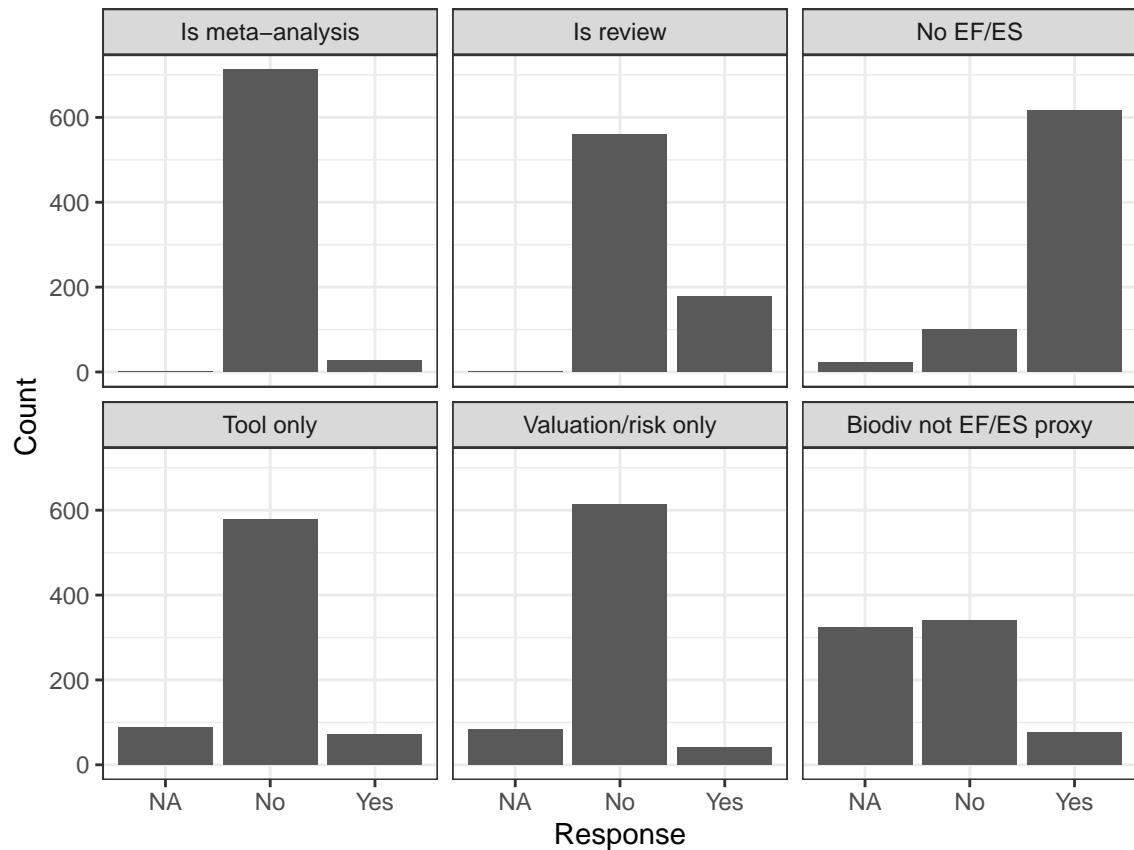 Is meta−analysis
Is review
No EF/ES
600
400
200
0
Tool only
Valuation/risk only
Biodiv not EF/ES proxy
600
400
200
0
NA No Yes
NA No Yes
NA No Yes
Count
Response